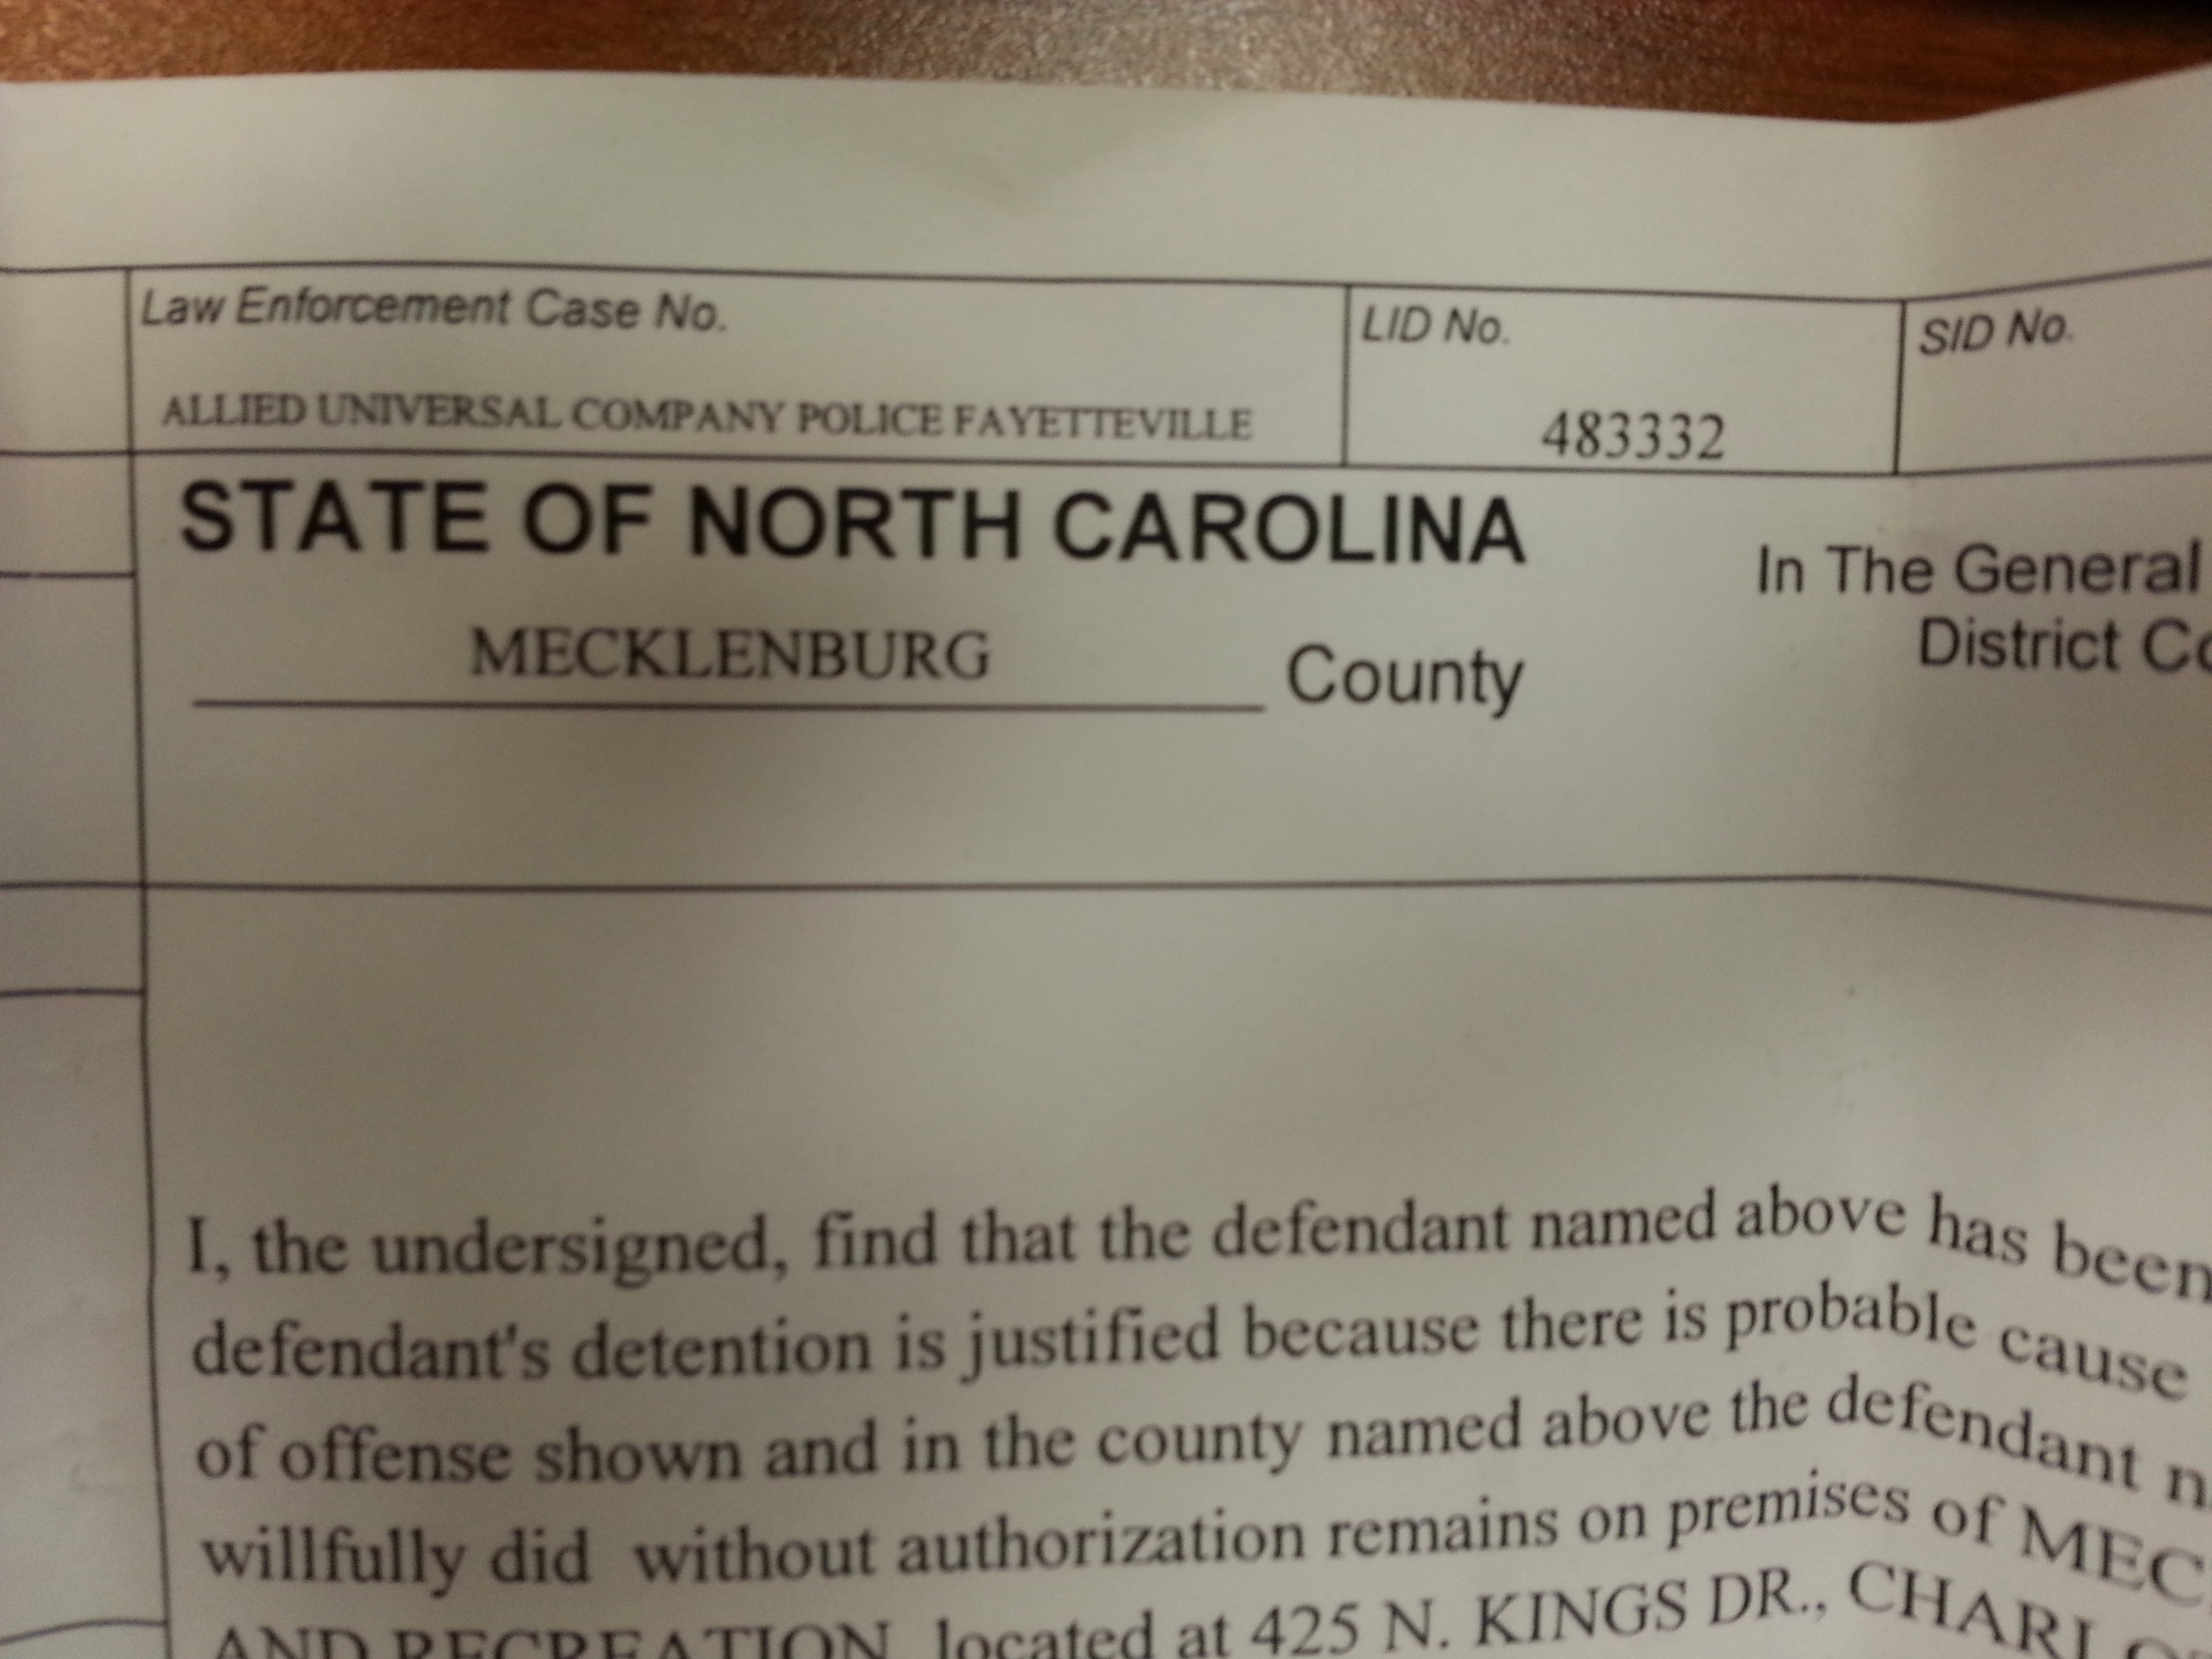 Law Enforcement Case No.
LID No.
SID No.
ALLIED UNIVERSAL COMPANY POLICE FAYETTEVILLE
483332
STATE OF NORTH CAROLINA
In The General
MECKLENBURG County
District Co
I, the undersigned, find that the defendant named above has been
defendant's detention is justified because there is probable cause
of offense shown and in the county named above the defendant n
willfully did without authorization remains on premises of MEC
AND RECREATION located at 425 N. KINGS DR., CHARLO